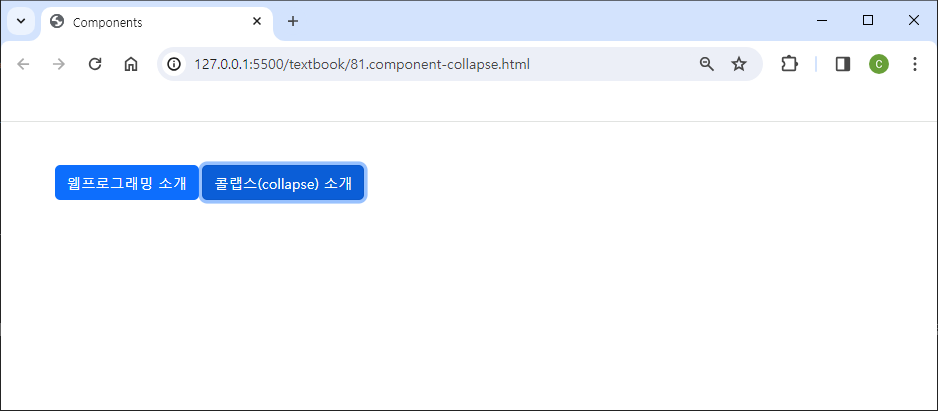 Components
127.0.0.1:5500/textbook/81.component-collapse.html
C
웹프로그래밍 소개
콜랩스(collapse) 소개